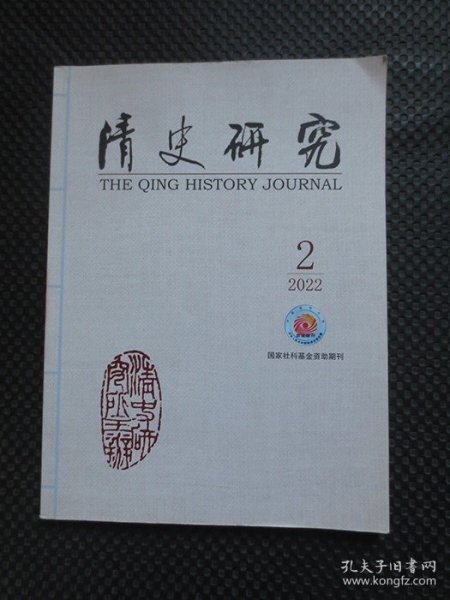 清史研究
THE QING HISTORY JOURNAL
2
2022
国家社科基金资助期刊
孔夫子旧书网
www.kongfz.com